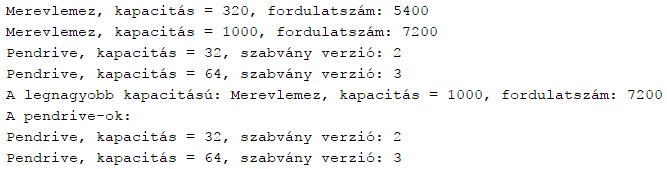 Merevlemez, kapacitás = 320, fordulatszám: 5400
Merevlemez, kapacitás = 1000, fordulatszám: 7200
Pendrive, kapacitás = 32, szabvány verzió: 2
Pendrive, kapacitás = 64, szabvány verzió: 3
A legnagyobb kapacitású: Merevlemez, kapacitás = 1000, fordulatszám: 7200
A pendrive-ok:
Pendrive, kapacitás = 32, szabvány verzió: 2
Pendrive, kapacitás = 64, szabvány verzió: 3